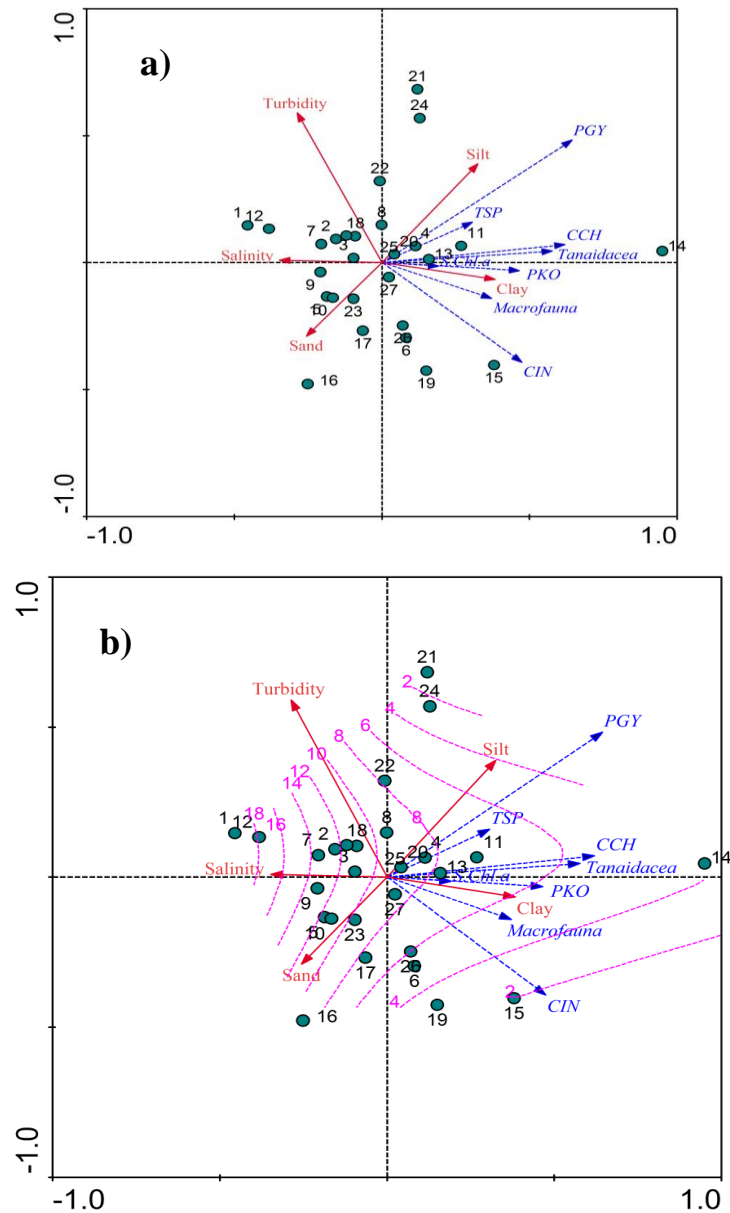 1.0
a)
21
24
Turbidity
PGY
Silt
22
TSP
1
12
2
18
8
4
7
3
25
20
11
CCH
14
Salinity
13
Tanaidacea
S.Chl.a
PKO
9
27
Clay
5
10
23
Macrofauna
Sand
17
26
6
CIN
16
19
15
-1.0
-1.0
1.0
1.0
b)
21
2
24
Turbidity
4
PGY
6
8
Silt
10
22
12
14
TSP
18
1
12
16
2
18
8
8
4
7
3
25
20
11
CCH
14
Salinity
13
Tanaidacea
S.Chl.a
PKO
9
27
Clay
5
10
23
Macrofauna
Sand
17
26
6
2
CIN
16
4
19
15
-1.0
-1.0
1.0